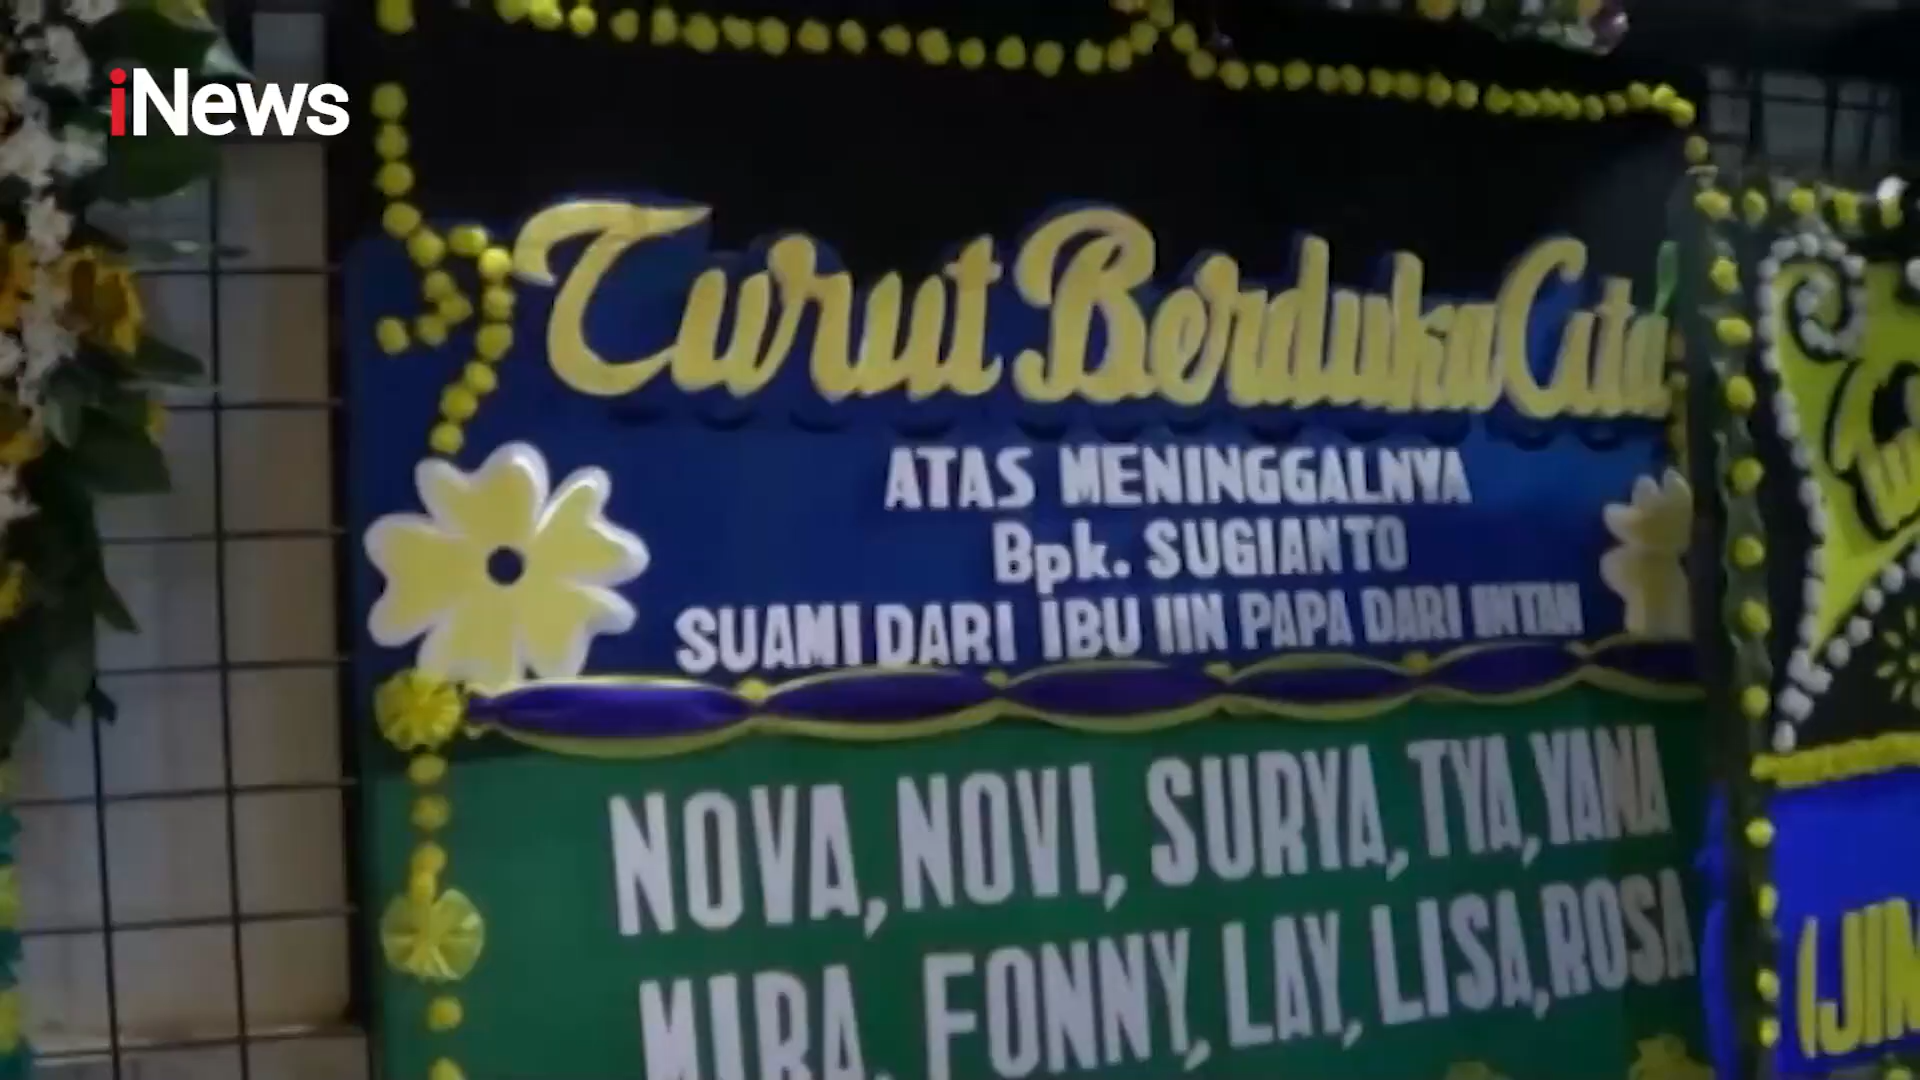 iNews
Turut Berduka Cita
ATAS MENINGGALNYA
Bpk. SUGIANTO
SUAMI DARI IBU IIN PAPA DARI INTAN
NOVA, NOVI, SURYA, TYA, YANA
MIRA, FONNY, LAY, LISA, ROSA